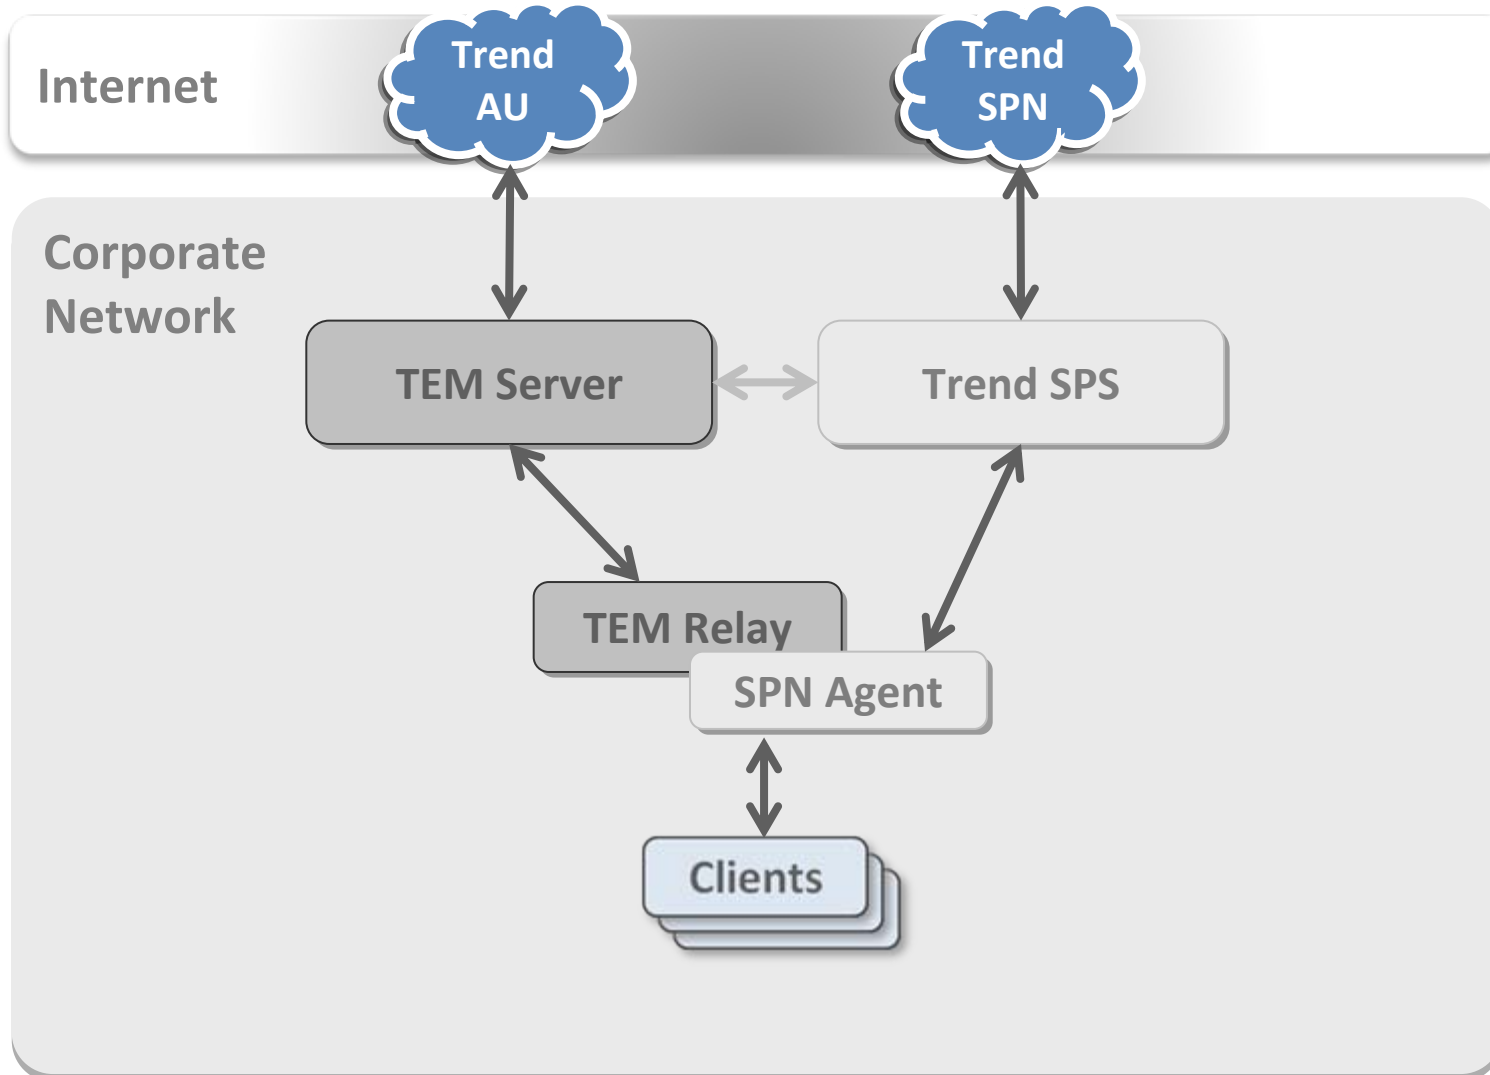 Internet
Trend
AU
Trend
SPN
Corporate
Network
TEM Server
Trend SPS
TEM Relay
SPN Agent
Clients